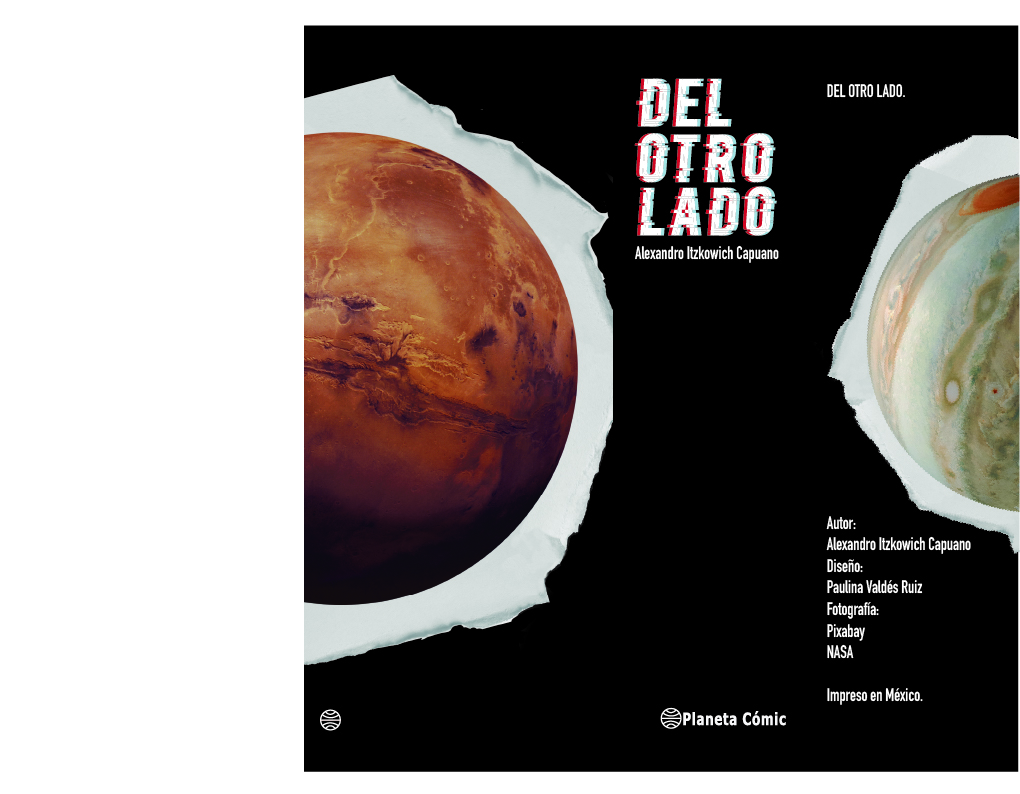 DEL
OTRO
LADO
Alexandro Itzkowich Capuano
Planeta Cómic
DEL OTRO LADO.
Autor:
Alexandro Itzkowich Capuano
Diseño:
Paulina Valdés Ruiz
Fotografía:
Pixabay
NASA
Impreso en México.